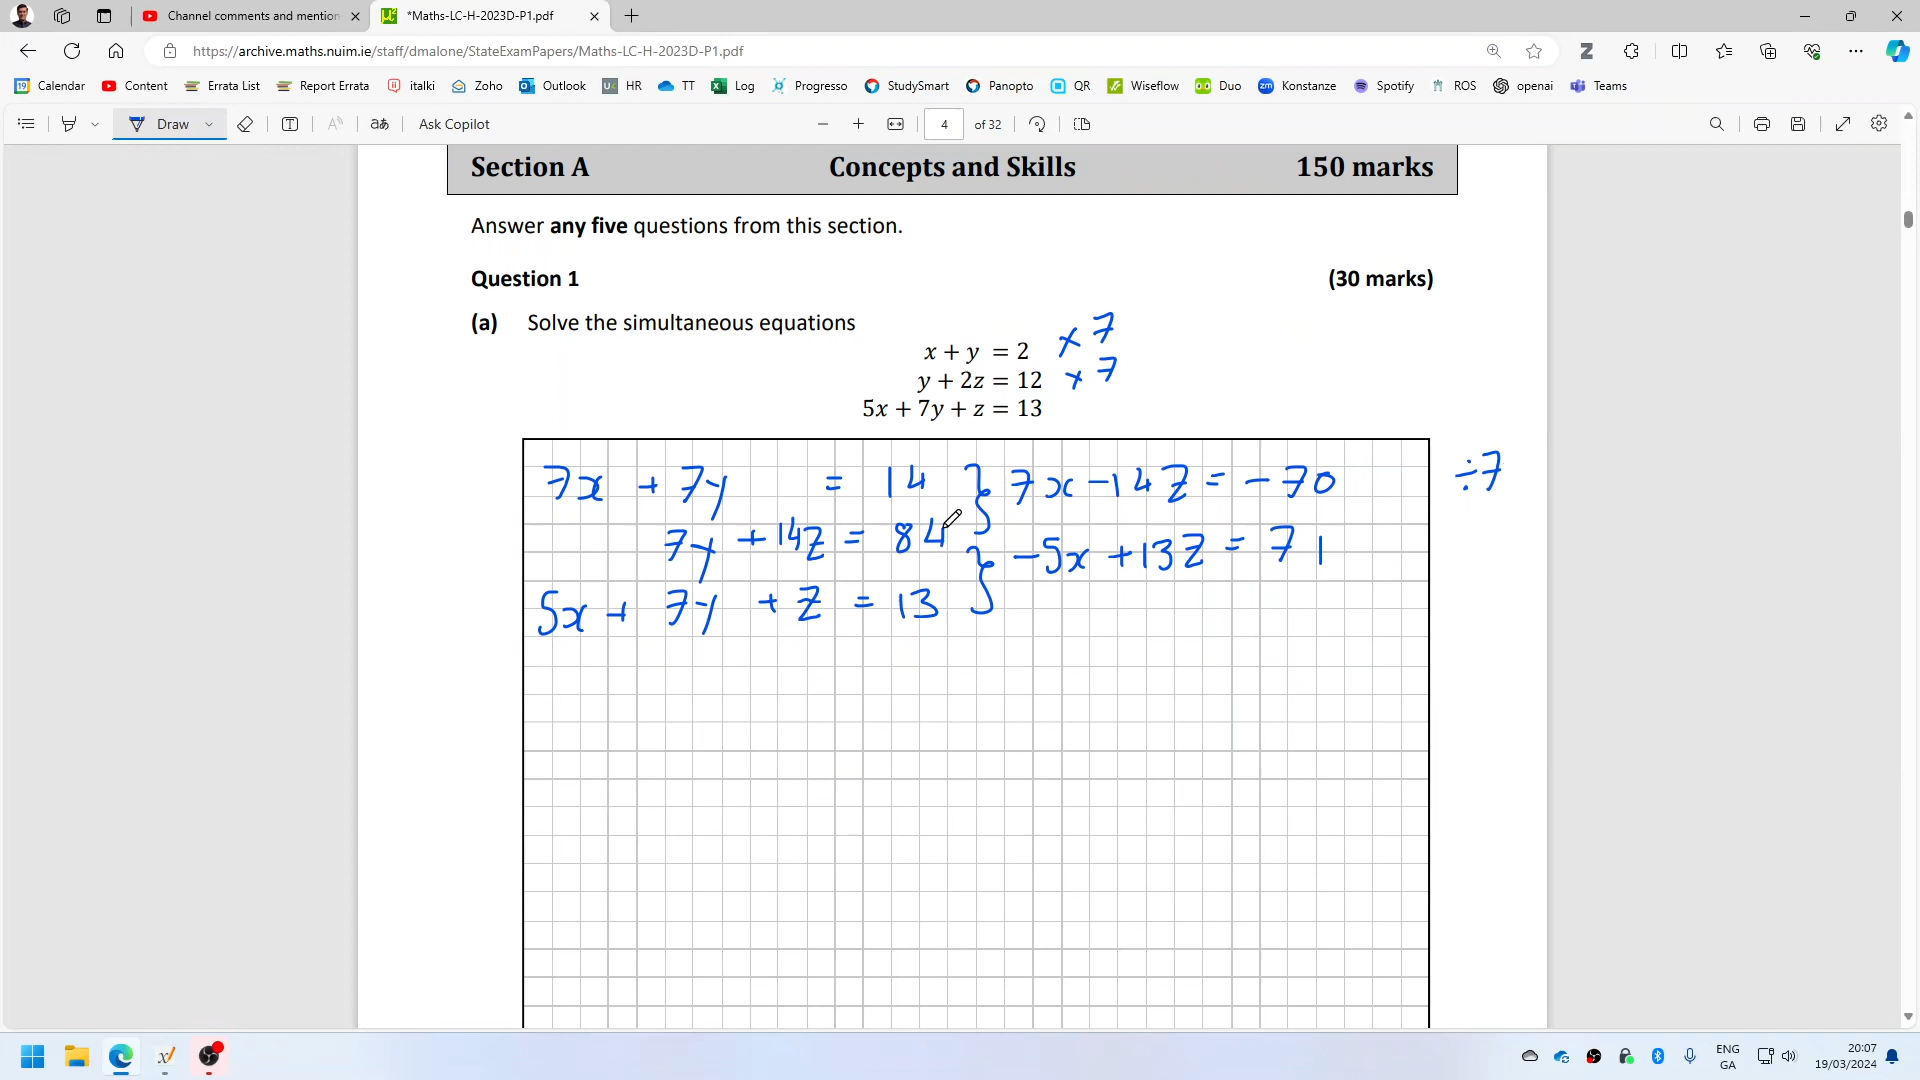 Channel comments and mention
*Maths-LC-H-2023D-P1.pdf
https://archive.maths.nuim.ie/staff/dmalone/StateExamPapers/Maths-LC-H-2023D-P1.pdf
Calendar Content Errata List Report Errata italki Zoho Outlook HR TT Log Progresso StudySmart Panopto QR Wiseflow Duo Konstanze Spotify ROS openai Teams
Draw Ask Copilot 4 of 32
Section A Concepts and Skills 150 marks
Answer any five questions from this section.
Question 1 (30 marks)
(a) Solve the simultaneous equations
x + y = 2 × 7
y + 2z = 12 × 7
5x + 7y + z = 13
7x + 7y = 14 } 7x - 14z = -70 ÷7
7y + 14z = 84
} -5x + 13z = 71
5x + 7y + z = 13
ENG
GA
20:07
19/03/2024